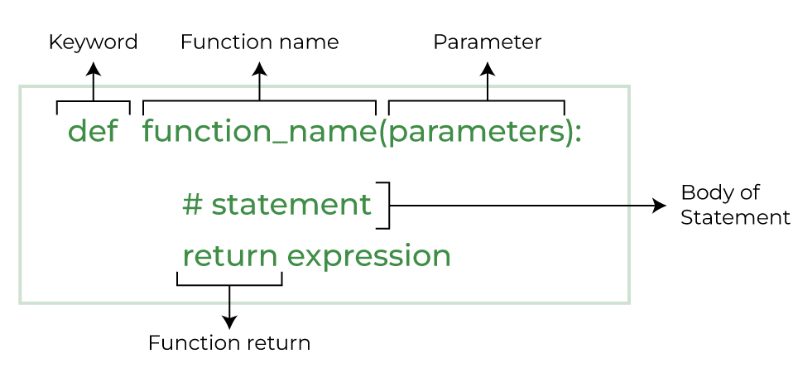 Keyword
Function name
Parameter
def function_name(parameters):
# statement
Body of
Statement
return expression
Function return